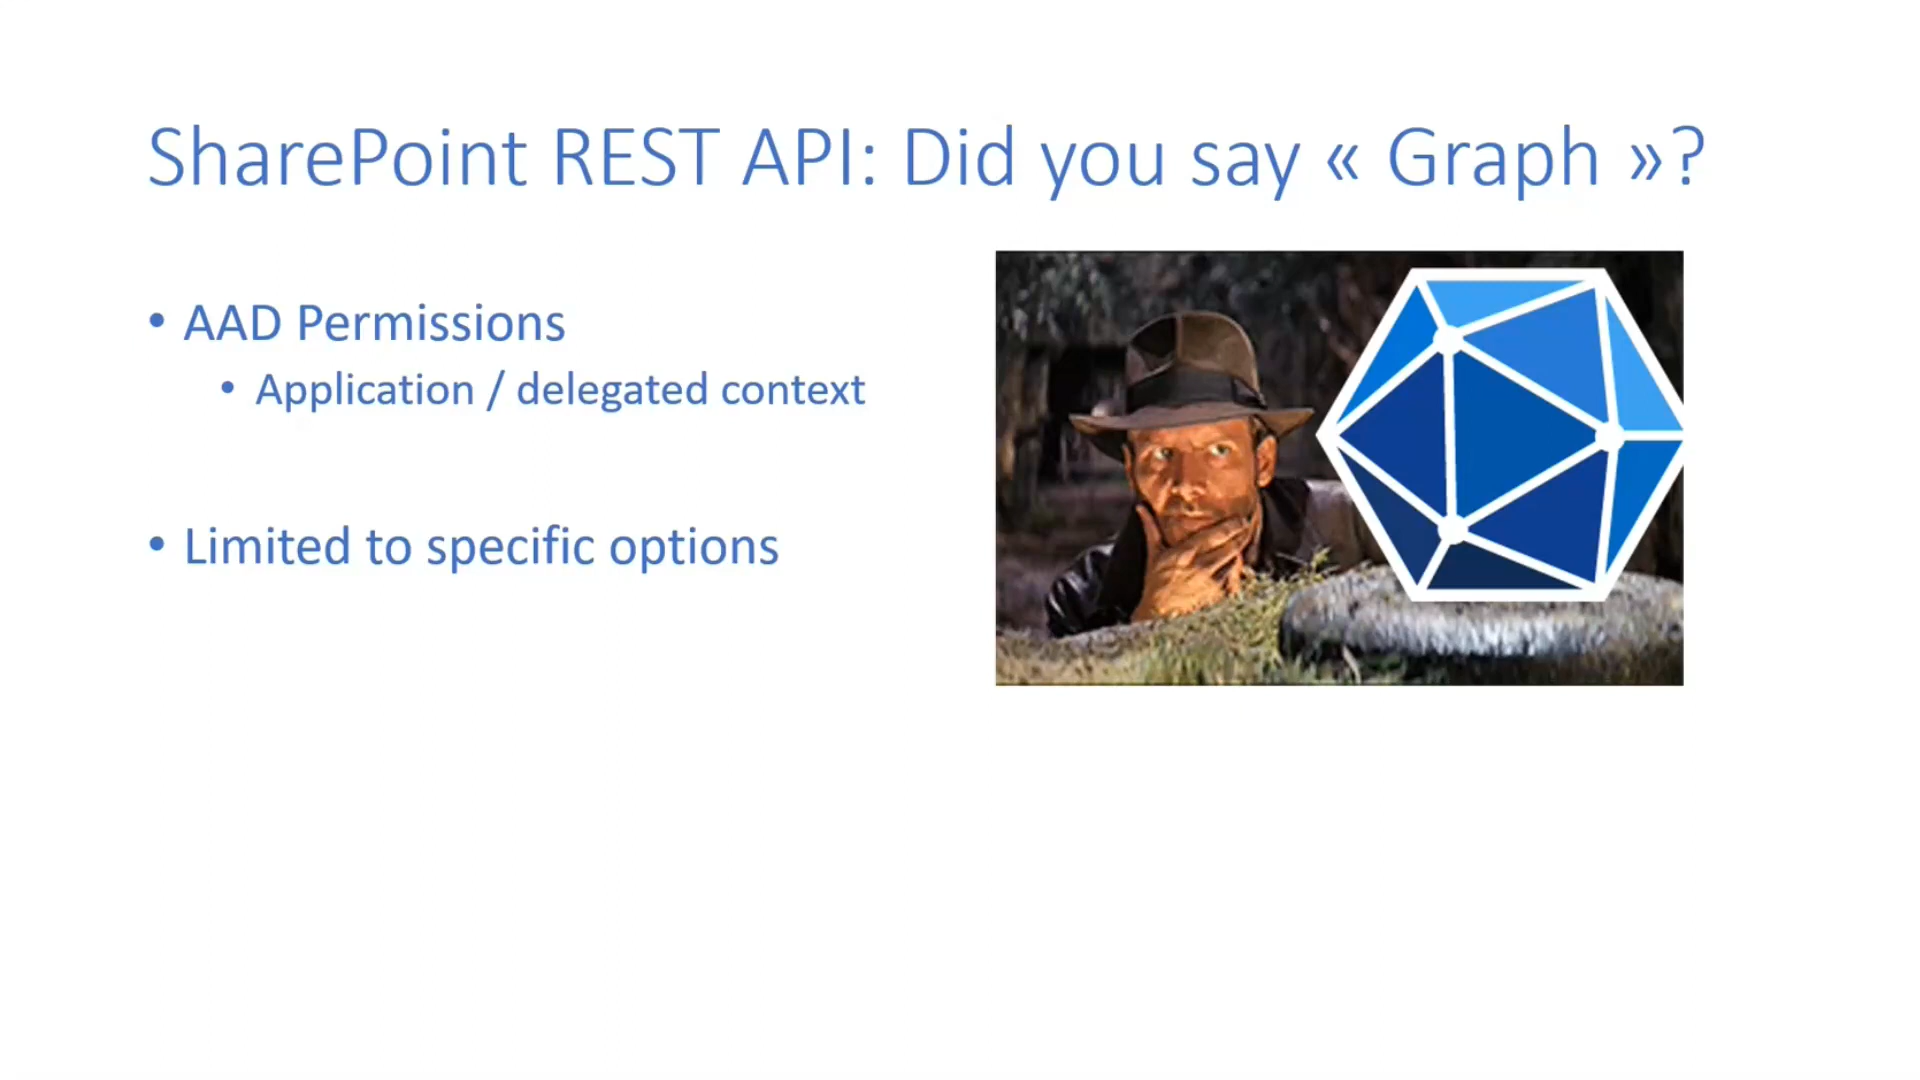 SharePoint REST API: Did you say « Graph »?
• AAD Permissions
• Application / delegated context
• Limited to specific options